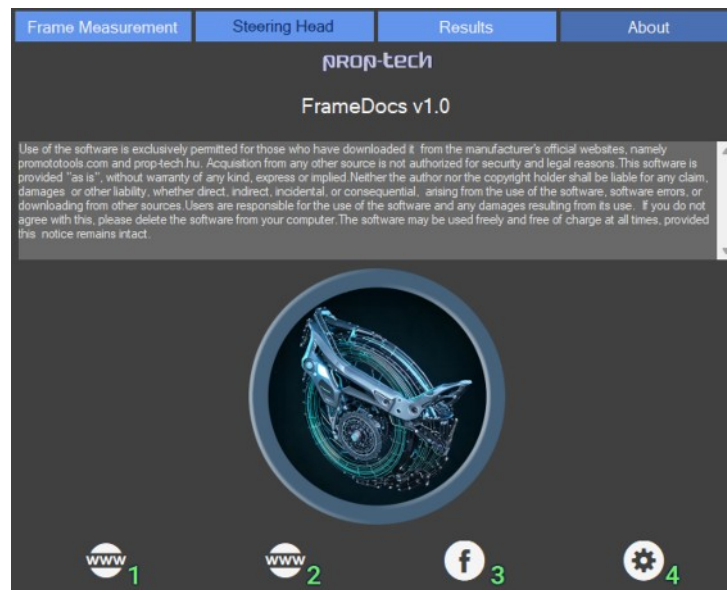 Frame Measurement
Steering Head
Results
About
prop-tech
FrameDocs v1.0
Use of the software is exclusively permitted for those who have downloaded it from the manufacturer's official websites, namely
promototools.com and prop-tech.hu. Acquisition from any other source is not authorized for security and legal reasons.This software is
provided "as is", without warranty of any kind, express or implied.Neither the author nor the copyright holder shall be liable for any claim,
damages or other liability, whether direct, indirect, incidental, or consequential, arising from the use of the software, software errors, or
downloading from other sources.Users are responsible for the use of the software and any damages resulting from its use. If you do not
agree with this, please delete the software from your computer.The software may be used freely and free of charge at all times, provided
this notice remains intact.
www 1
www 2
f 3
4